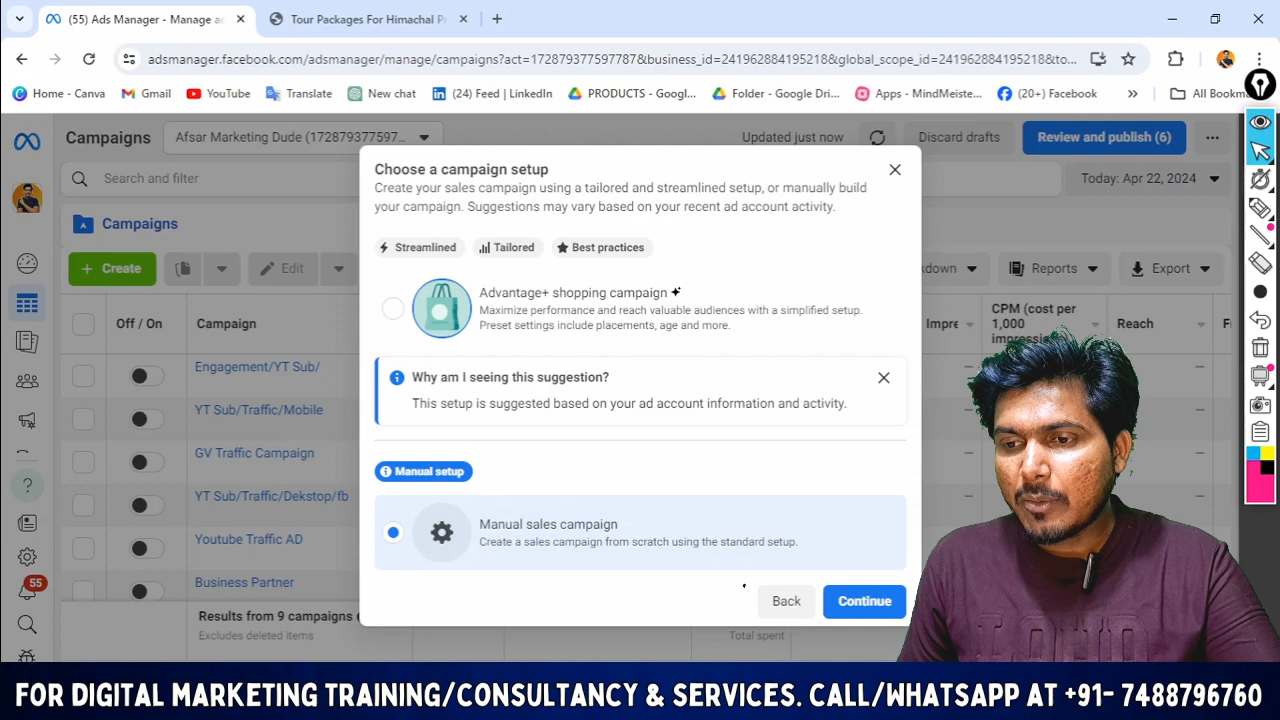 (55) Ads Manager - Manage a
Tour Packages For Himachal P
adsmanager.facebook.com/adsmanager/manage/campaigns?act=172879377597787&business_id=241962884195218&global_scope_id=241962884195218&to...
Home - Canva
Gmail
YouTube
Translate
New chat
(24) Feed | LinkedIn
PRODUCTS - Googl...
Folder - Google Dri...
Apps - MindMeiste...
(20+) Facebook
All Bookm
Campaigns
Afsar Marketing Dude (172879377597...
Updated just now
Discard drafts
Review and publish (6)
Search and filter
Today: Apr 22, 2024
Campaigns
+ Create
Edit
kdown
Reports
Export
Off / On
Campaign
Impre
CPM (cost per
1,000
impressi
Reach
Engagement/YT Sub/
YT Sub/Traffic/Mobile
GV Traffic Campaign
YT Sub/Traffic/Dekstop/fb
Youtube Traffic AD
Business Partner
Results from 9 campaigns
Excludes deleted items
Total spent
55
Choose a campaign setup
Create your sales campaign using a tailored and streamlined setup, or manually build
your campaign. Suggestions may vary based on your recent ad account activity.
Streamlined
Tailored
Best practices
Advantage+ shopping campaign
Maximize performance and reach valuable audiences with a simplified setup.
Preset settings include placements, age and more.
Why am I seeing this suggestion?
This setup is suggested based on your ad account information and activity.
Manual setup
Manual sales campaign
Create a sales campaign from scratch using the standard setup.
Back
Continue
FOR DIGITAL MARKETING TRAINING/CONSULTANCY & SERVICES. CALL/WHATSAPP AT +91- 7488796760